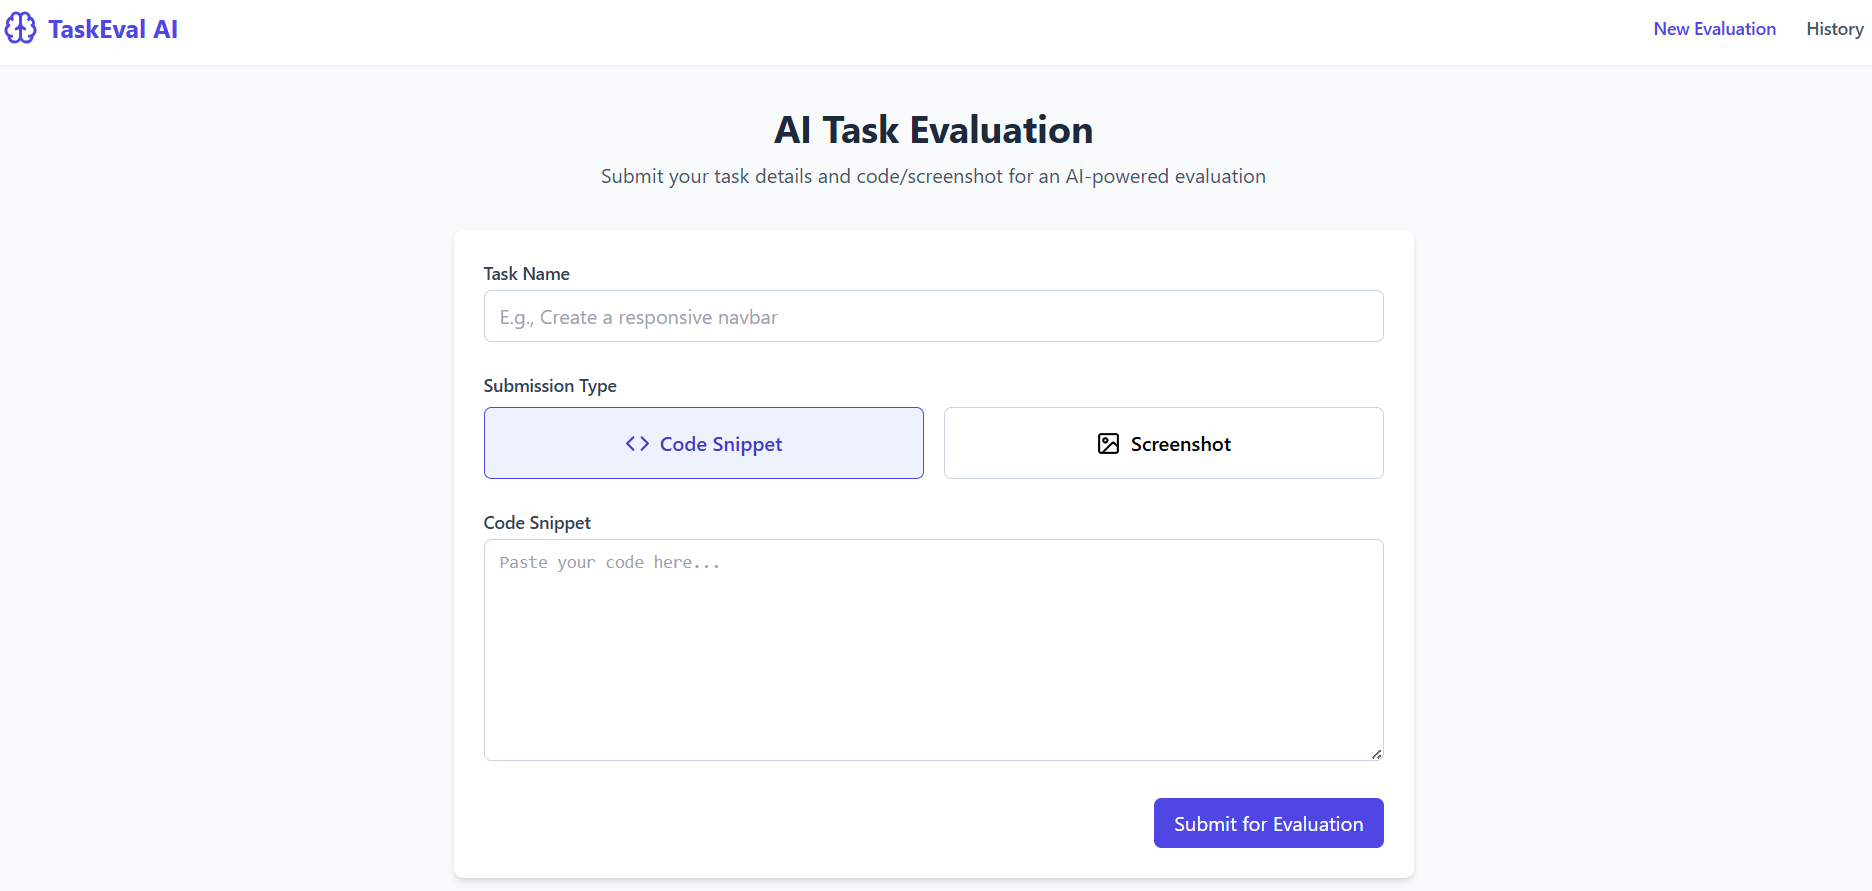 TaskEval AI
New Evaluation
History
AI Task Evaluation
Submit your task details and code/screenshot for an AI-powered evaluation
Task Name
E.g., Create a responsive navbar
Submission Type
Code Snippet
Screenshot
Code Snippet
Paste your code here...
Submit for Evaluation